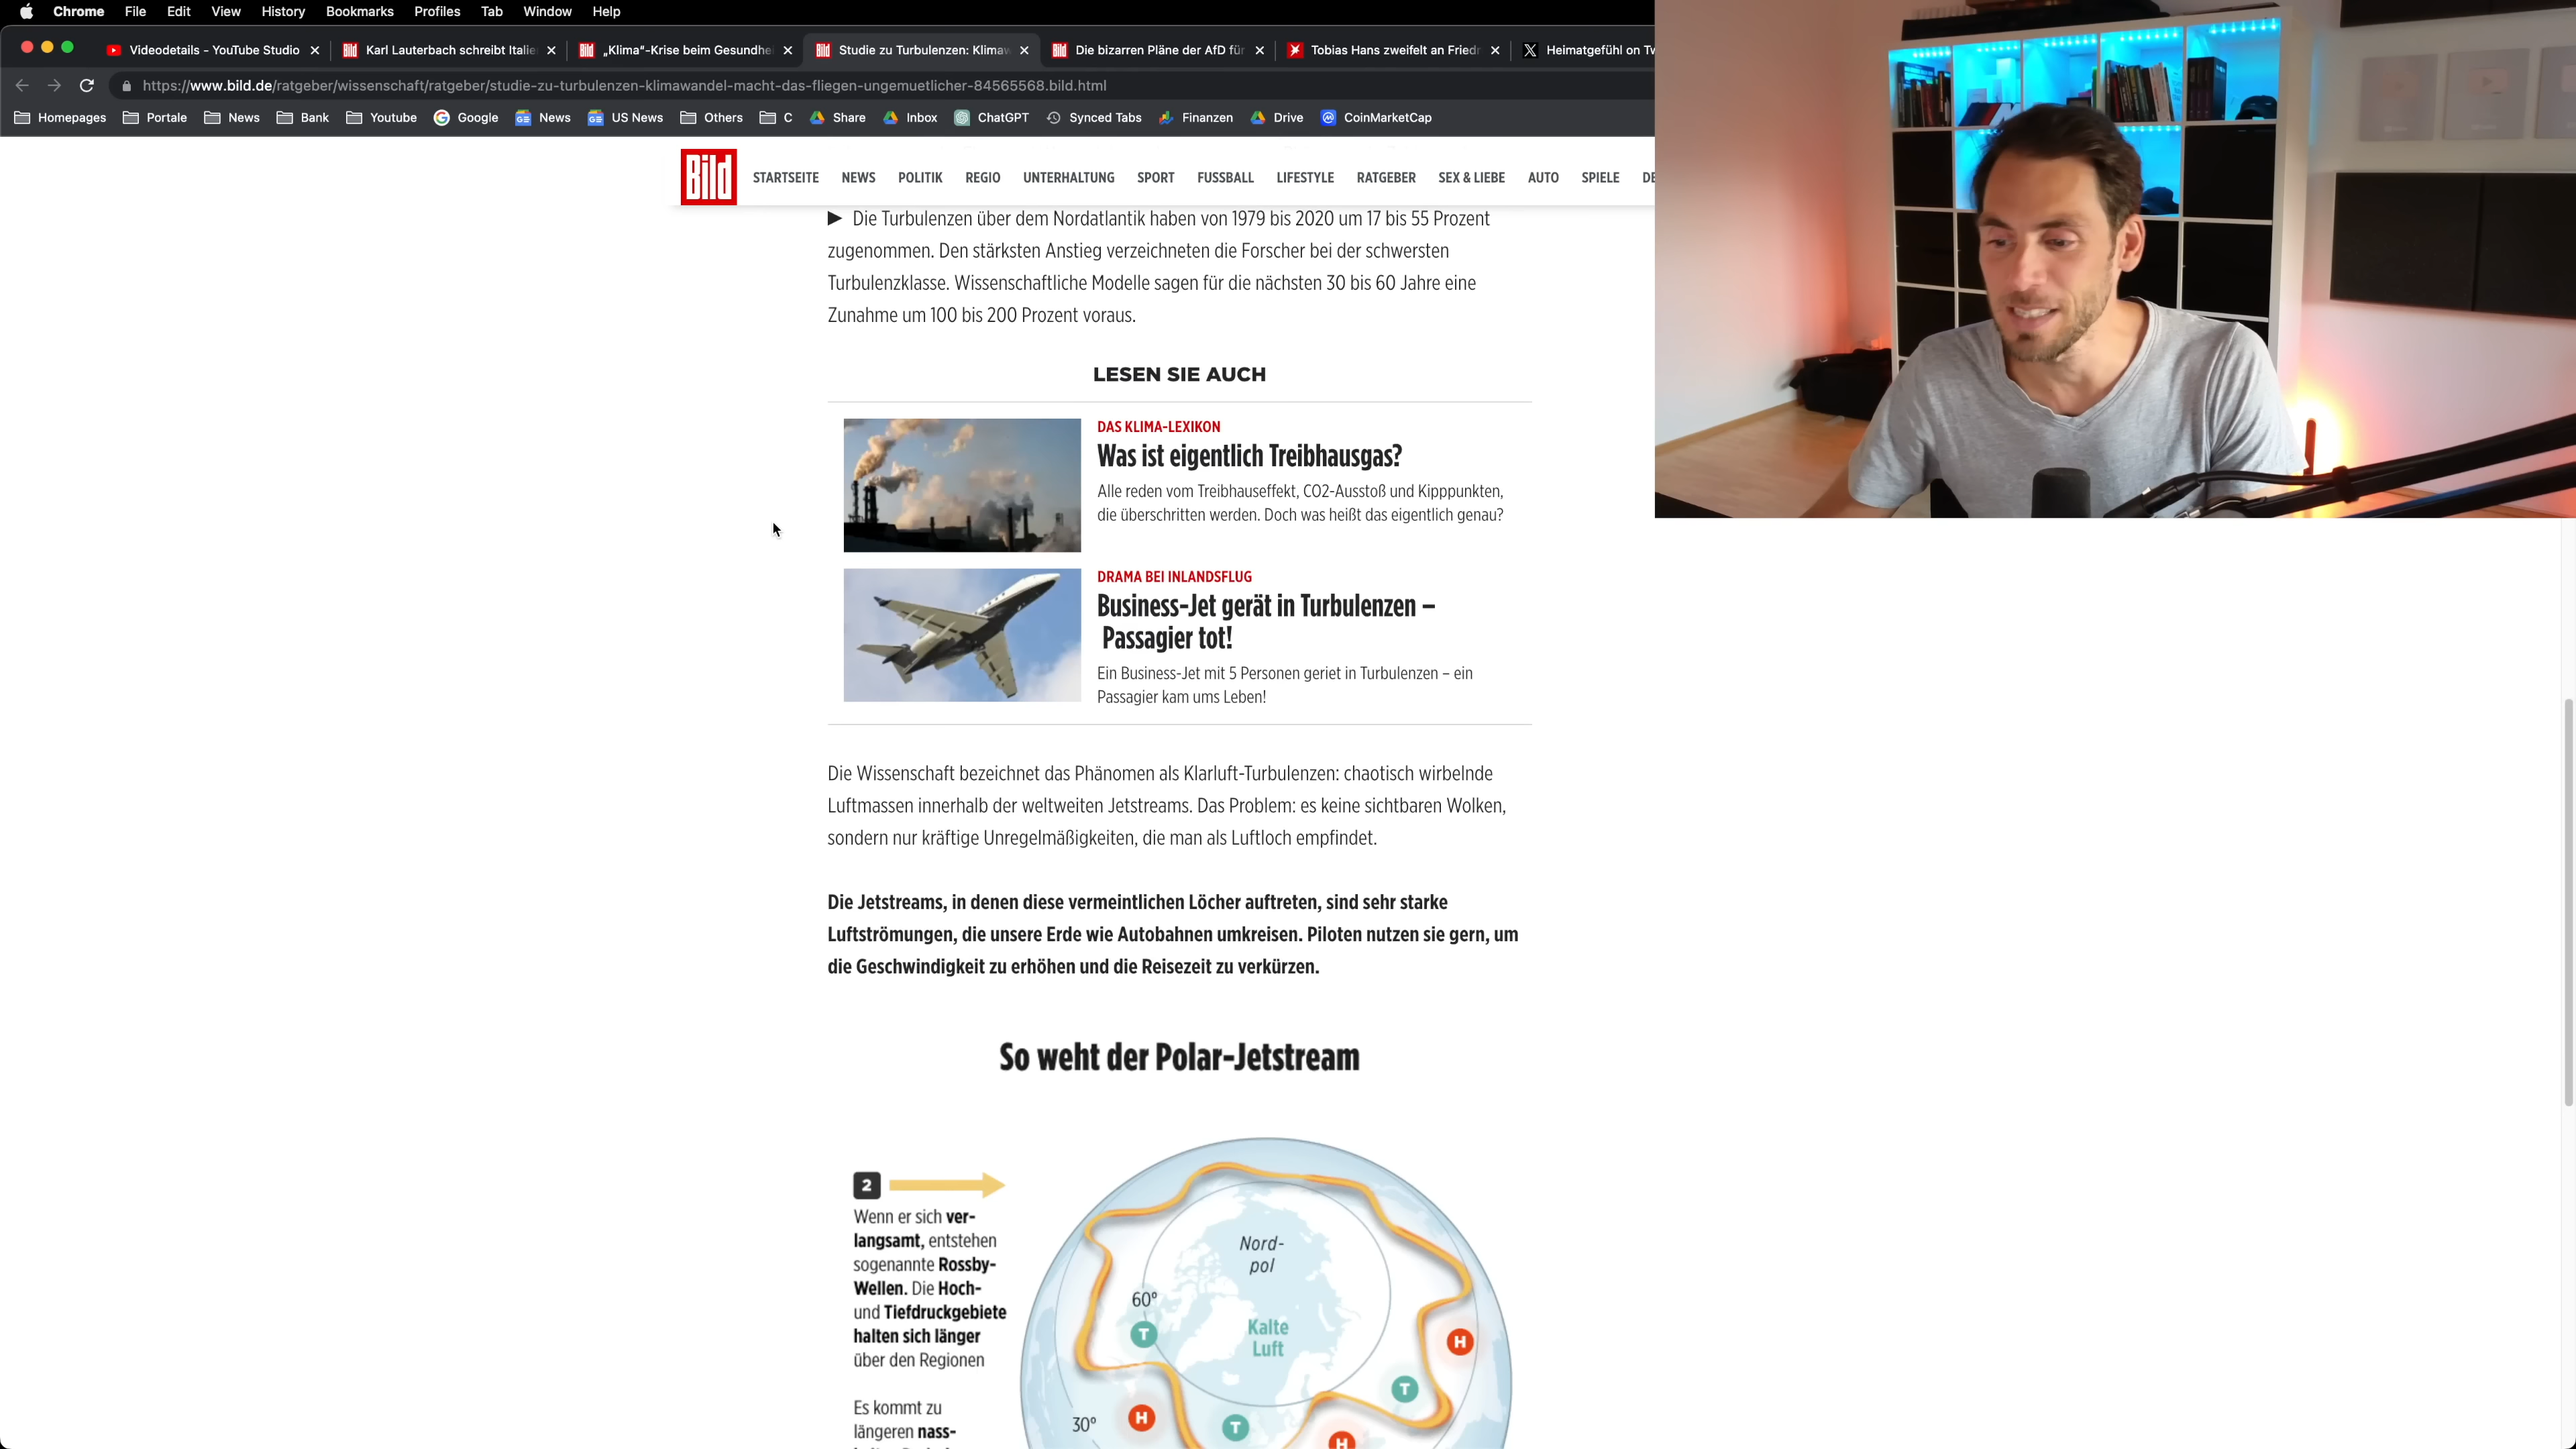 Chrome File Edit View History Bookmarks Profiles Tab Window Help
Videodetails - YouTube Studio
Karl Lauterbach schreibt Italie
„Klima“-Krise beim Gesundhe
Studie zu Turbulenzen: Klimaw
Die bizarren Pläne der AfD für
Tobias Hans zweifelt an Friedr
Heimatgefühl on Tw
https://www.bild.de/ratgeber/wissenschaft/ratgeber/studie-zu-turbulenzen-klimawandel-macht-das-fliegen-ungemuetlicher-84565568.bild.html
Homepages Portale News Bank Youtube Google News US News Others C Share Inbox ChatGPT Synced Tabs Finanzen Drive CoinMarketCap
Bild STARTSEITE NEWS POLITIK REGIO UNTERHALTUNG SPORT FUSSBALL LIFESTYLE RATGEBER SEX & LIEBE AUTO SPIELE DE
► Die Turbulenzen über dem Nordatlantik haben von 1979 bis 2020 um 17 bis 55 Prozent
zugenommen. Den stärksten Anstieg verzeichneten die Forscher bei der schwersten
Turbulenzklasse. Wissenschaftliche Modelle sagen für die nächsten 30 bis 60 Jahre eine
Zunahme um 100 bis 200 Prozent voraus.
LESEN SIE AUCH
DAS KLIMA-LEXIKON
Was ist eigentlich Treibhausgas?
Alle reden vom Treibhauseffekt, CO2-Ausstoß und Kipppunkten,
die überschritten werden. Doch was heißt das eigentlich genau?
DRAMA BEI INLANDSFLUG
Business-Jet gerät in Turbulenzen –
Passagier tot!
Ein Business-Jet mit 5 Personen geriet in Turbulenzen – ein
Passagier kam ums Leben!
Die Wissenschaft bezeichnet das Phänomen als Klarluft-Turbulenzen: chaotisch wirbelnde
Luftmassen innerhalb der weltweiten Jetstreams. Das Problem: es keine sichtbaren Wolken,
sondern nur kräftige Unregelmäßigkeiten, die man als Luftloch empfindet.
Die Jetstreams, in denen diese vermeintlichen Löcher auftreten, sind sehr starke
Luftströmungen, die unsere Erde wie Autobahnen umkreisen. Piloten nutzen sie gern, um
die Geschwindigkeit zu erhöhen und die Reisezeit zu verkürzen.
So weht der Polar-Jetstream
2
Wenn er sich ver-
langsamt, entstehen
sogenannte Rossby-
Wellen. Die Hoch-
und Tiefdruckgebiete
halten sich länger
über den Regionen
Es kommt zu
längeren nass-
Nord-
pol
60°
T
Kalte
Luft
H
T
30°
H
T
H